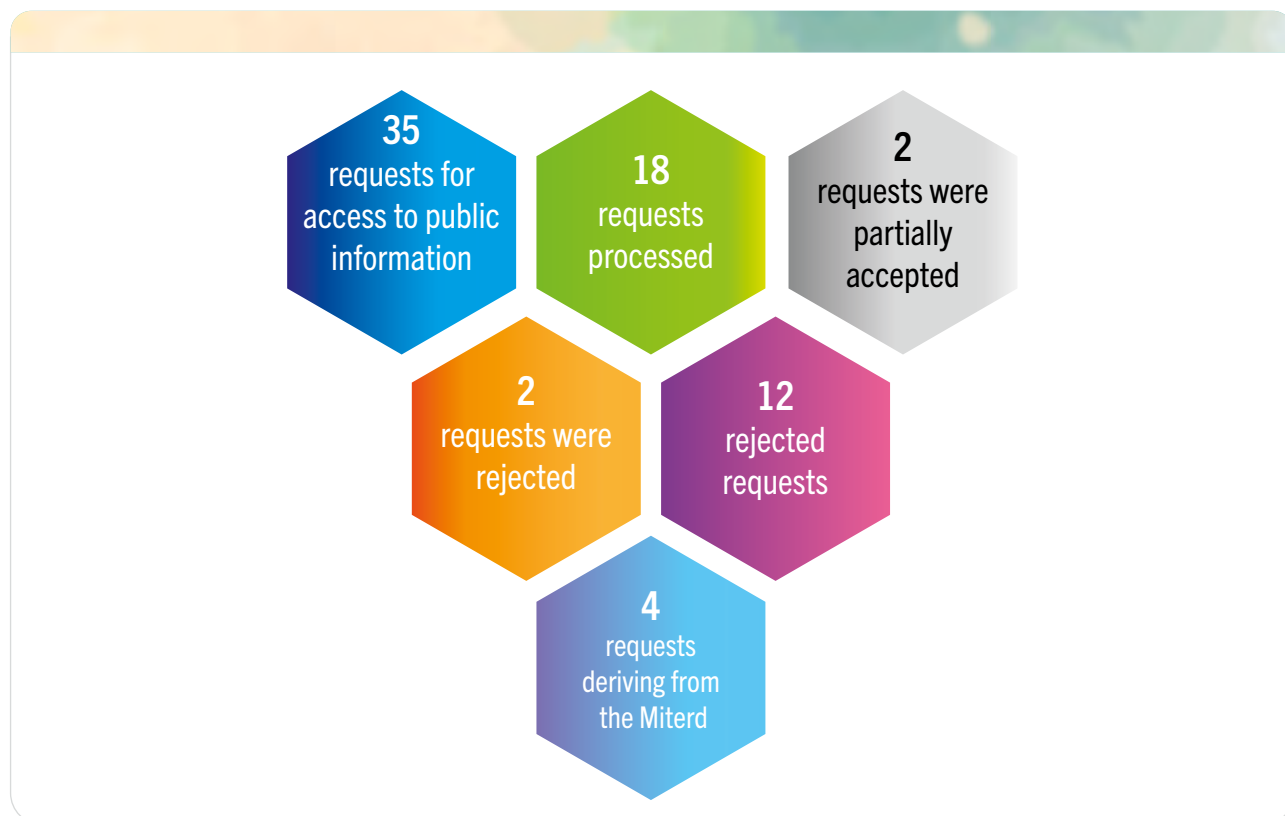 35
requests for
access to public
information
18
requests
processed
2
requests were
partially
accepted
2
requests were
rejected
12
rejected
requests
4
requests
deriving from
the Miterd